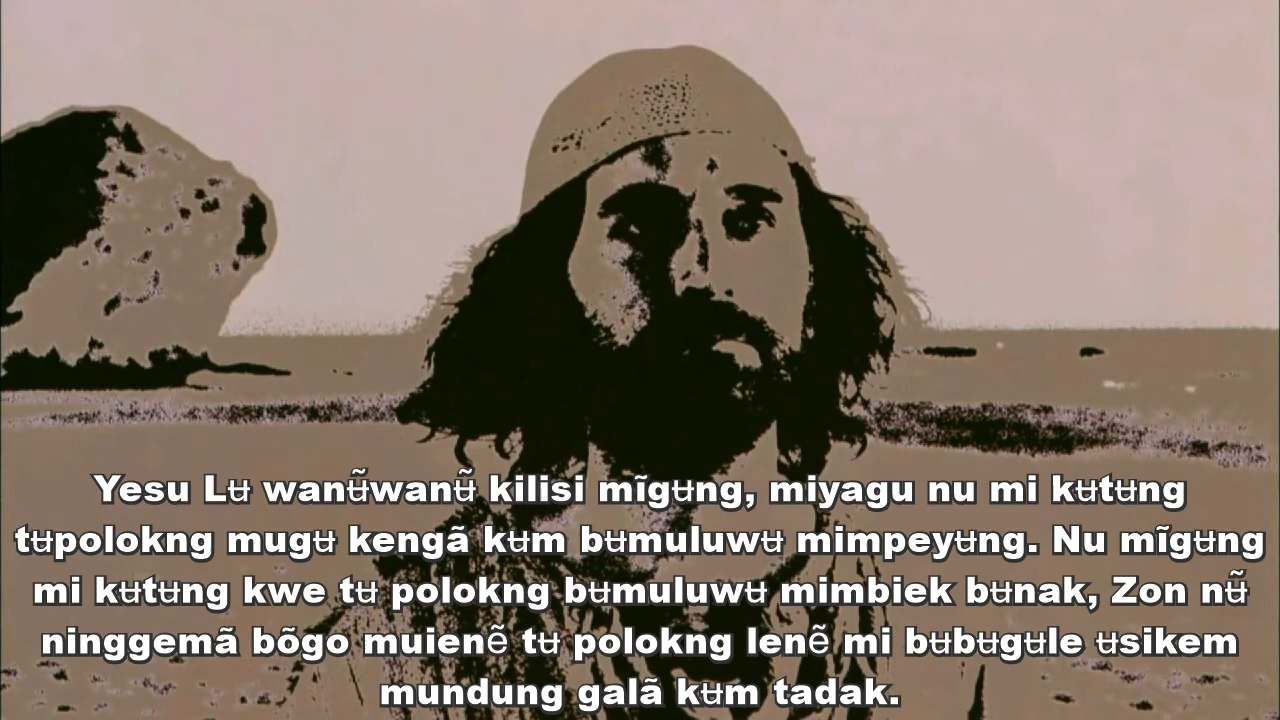 Yesu Lʉ wanʉ̃wanʉ̃ kilisi mĩgʉng, miyagu nu mi kʉtʉng
tʉpolokng mugʉ kengã kʉm bʉmuluwʉ mimpeyʉng. Nu mĩgʉng
mi kʉtʉng kwe tʉ polokng bʉmuluwʉ mimbiek bʉnak, Zon nʉ̃
ninggemã bõgo muienẽ tʉ polokng lenẽ mi bʉbʉgʉle ʉsikem
mundung galã kʉm tadak.